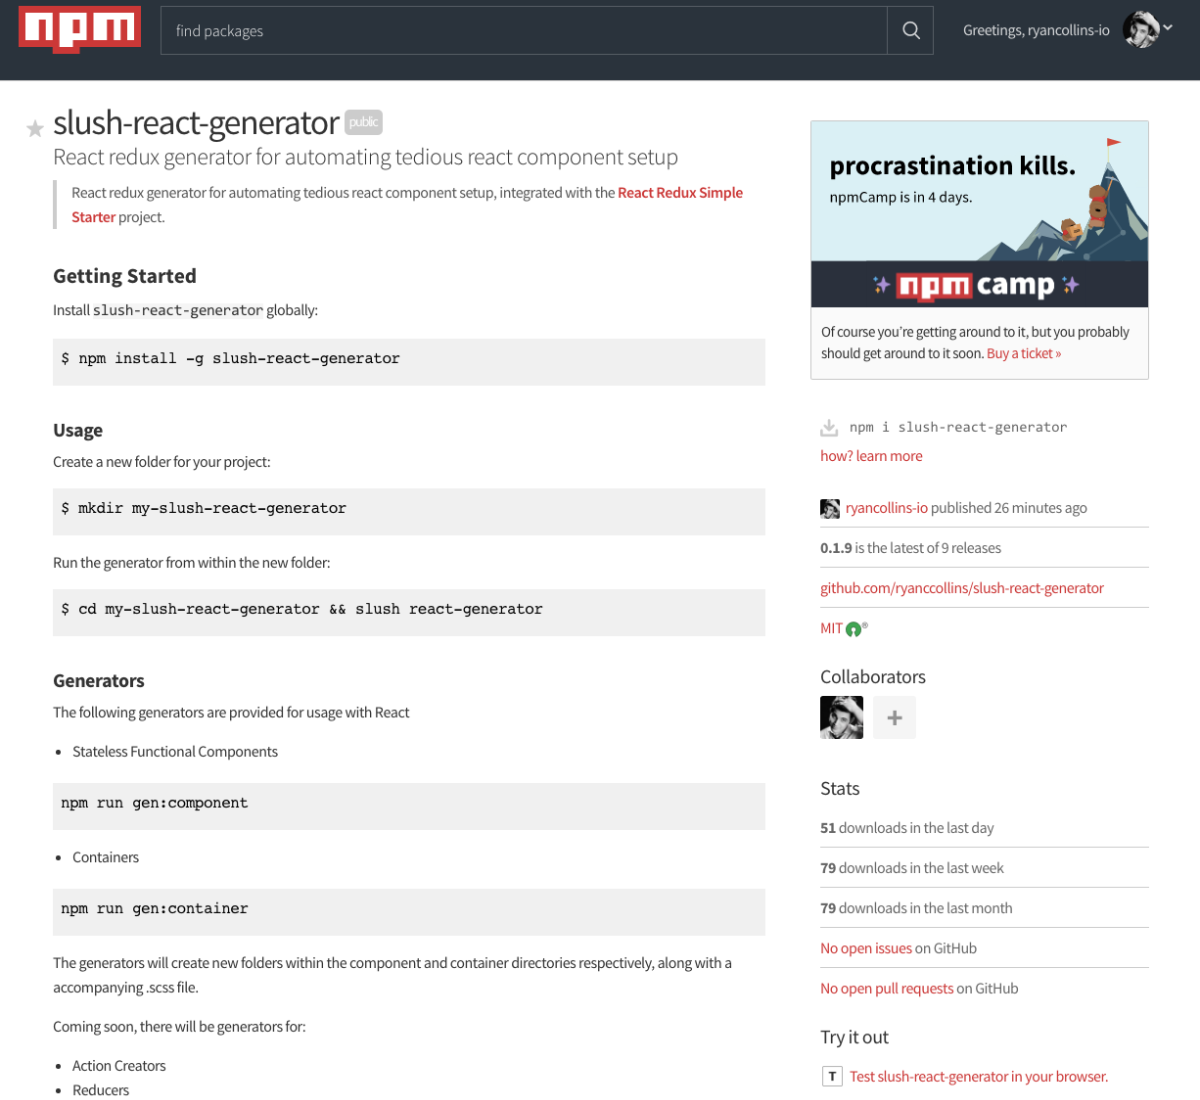 npm
find packages
Greetings, ryancollins-io
slush-react-generator public
React redux generator for automating tedious react component setup
React redux generator for automating tedious react component setup, integrated with the React Redux Simple
Starter project.
Getting Started
Install slush-react-generator globally:
$ npm install -g slush-react-generator
Usage
Create a new folder for your project:
$ mkdir my-slush-react-generator
Run the generator from within the new folder:
$ cd my-slush-react-generator && slush react-generator
Generators
The following generators are provided for usage with React
• Stateless Functional Components
npm run gen:component
• Containers
npm run gen:container
The generators will create new folders within the component and container directories respectively, along with a
accompanying .scss file.
Coming soon, there will be generators for:
• Action Creators
• Reducers
procrastination kills.
npmCamp is in 4 days.
npm camp
Of course you're getting around to it, but you probably
should get around to it soon. Buy a ticket »
npm i slush-react-generator
how? learn more
ryancollins-io published 26 minutes ago
0.1.9 is the latest of 9 releases
github.com/ryanccollins/slush-react-generator
MIT ®
Collaborators
+
Stats
51 downloads in the last day
79 downloads in the last week
79 downloads in the last month
No open issues on GitHub
No open pull requests on GitHub
Try it out
T Test slush-react-generator in your browser.